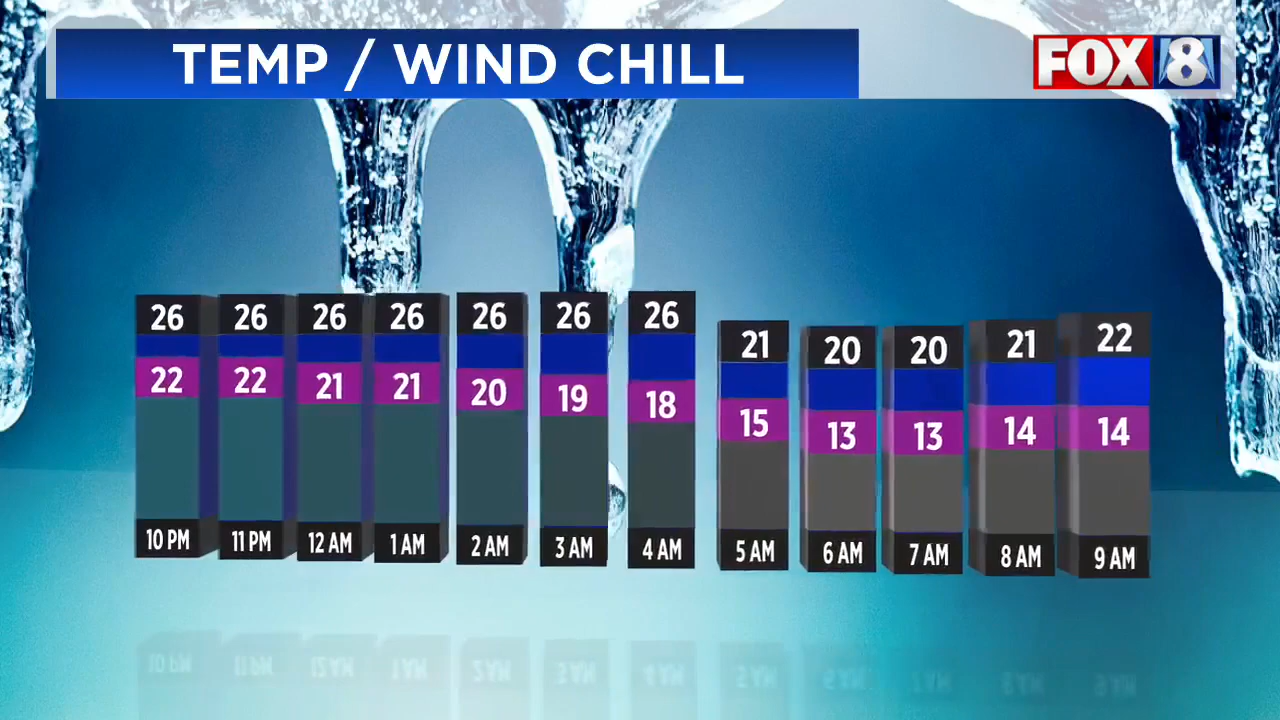 TEMP / WIND CHILL
FOX 8
26 26 26 26 26 26 26 21 20 20 21 22
22 22 21 21 20 19 18 15 13 13 14 14
10 PM 11 PM 12 AM 1 AM 2 AM 3 AM 4 AM 5 AM 6 AM 7 AM 8 AM 9 AM